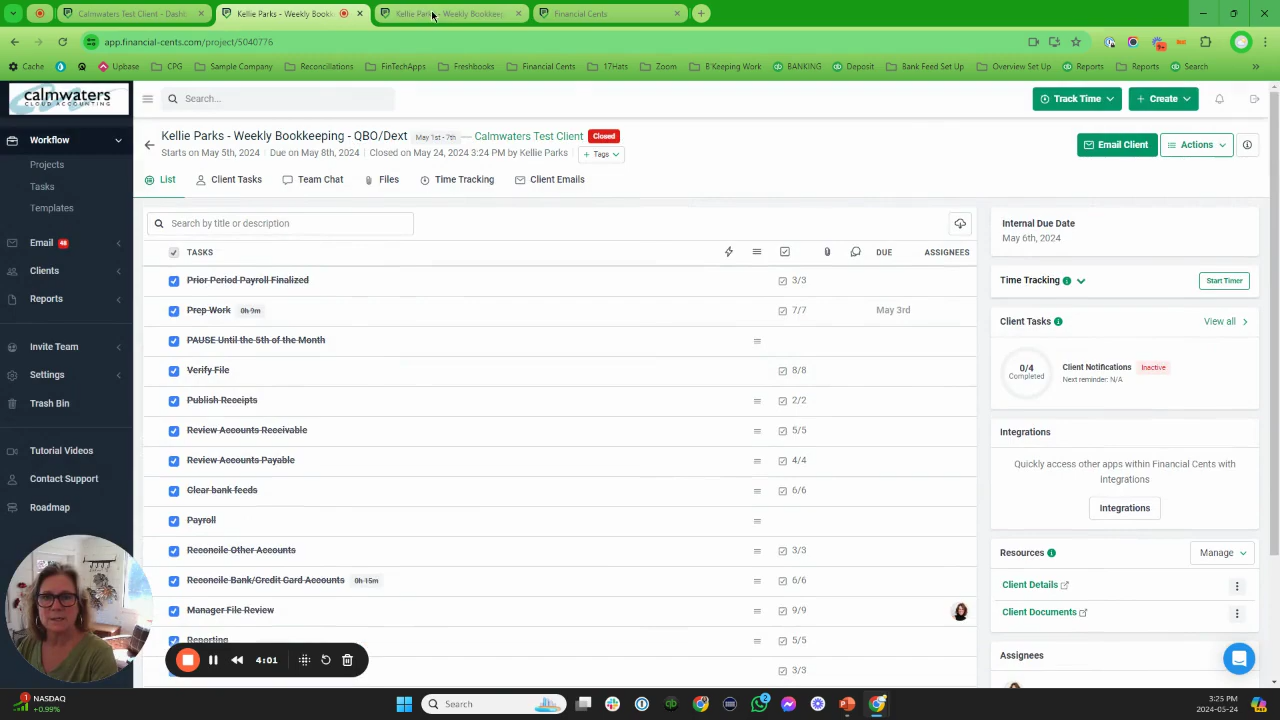 Calmwaters Test Client - Dashb
Kellie Parks - Weekly Booki
Kellie Parks - Weekly Bookkeep
Financial Cents
app.financial-cents.com/project/5040776
Cache
Upbase
CPG
Sample Company
Reconciliations
FinTechApps
Freshbooks
Financial Cents
17Hats
Zoom
B'Keeping Work
BANKING
Deposit
Bank Feed Set Up
Overview Set Up
Reports
Reports
Search
calmwaters
CLOUD ACCOUNTING
Search...
Track Time
+ Create
Workflow
Projects
Tasks
Templates
Email 48
Clients
Reports
Invite Team
Settings
Trash Bin
Tutorial Videos
Contact Support
Roadmap
Kellie Parks - Weekly Bookkeeping - QBO/Dext May 1st - 7th — Calmwaters Test Client Closed
Starts on May 5th, 2024 Due on May 8th, 2024 Closed on May 24, 2024 3:24 PM by Kellie Parks + Tags
Email Client
Actions
List
Client Tasks
Team Chat
Files
Time Tracking
Client Emails
Search by title or description
TASKS DUE ASSIGNEES
Prior Period Payroll Finalized 3/3
Prep Work 0h 9m 7/7 May 3rd
PAUSE Until the 5th of the Month
Verify File 8/8
Publish Receipts 2/2
Review Accounts Receivable 5/5
Review Accounts Payable 4/4
Clear bank feeds 6/6
Payroll
Reconcile Other Accounts 3/3
Reconcile Bank/Credit Card Accounts 0h 15m 6/6
Manager File Review 9/9
Reporting 5/5
3/3
Internal Due Date
May 6th, 2024
Time Tracking
Start Timer
Client Tasks
View all
0/4
Completed
Client Notifications Inactive
Next reminder: N/A
Integrations
Quickly access other apps within Financial Cents with
Integrations
Integrations
Resources
Manage
Client Details
Client Documents
Assignees
4:01
NASDAQ
+0.99%
Search
3:25 PM
2024-05-24